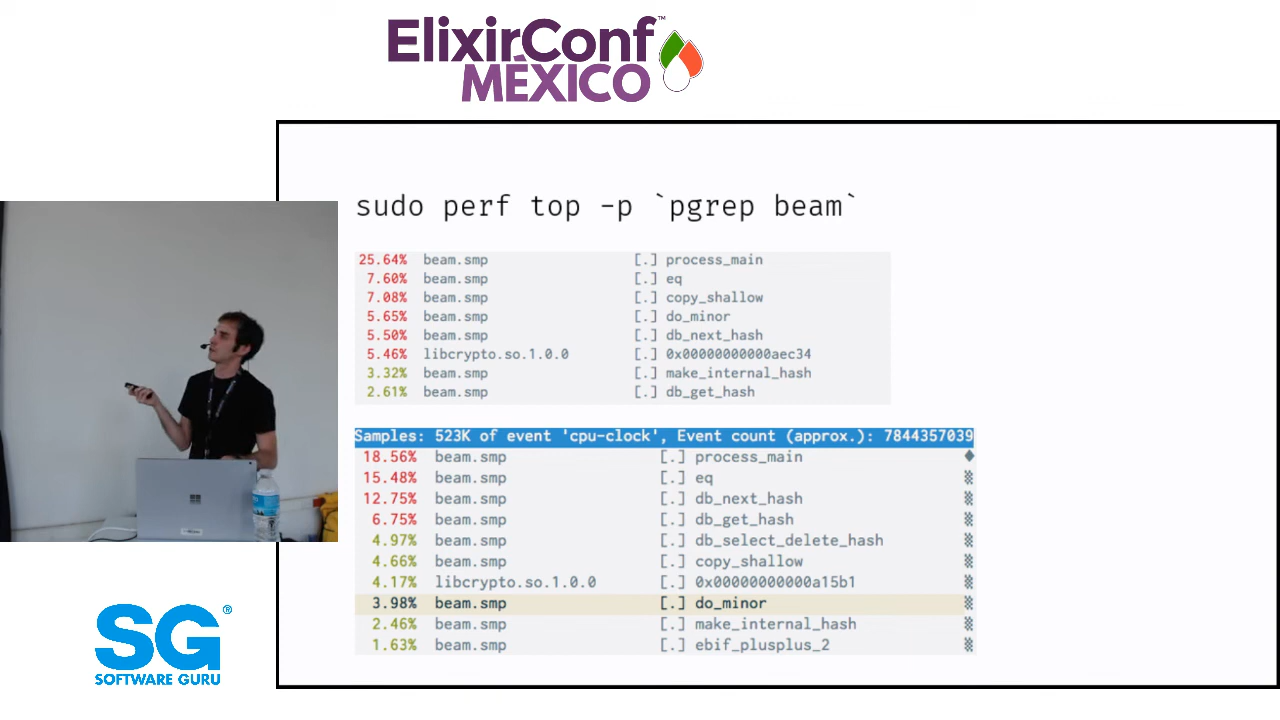 ElixirConf™
MÉXICO
sudo perf top -p `pgrep beam`
25.64% beam.smp [.] process_main
7.60% beam.smp [.] eq
7.08% beam.smp [.] copy_shallow
5.65% beam.smp [.] do_minor
5.50% beam.smp [.] db_next_hash
5.46% libcrypto.so.1.0.0 [.] 0x00000000000aec34
3.32% beam.smp [.] make_internal_hash
2.61% beam.smp [.] db_get_hash
Samples: 523K of event 'cpu-clock', Event count (approx.): 7844357039
18.56% beam.smp [.] process_main
15.48% beam.smp [.] eq
12.75% beam.smp [.] db_next_hash
6.75% beam.smp [.] db_get_hash
4.97% beam.smp [.] db_select_delete_hash
4.66% beam.smp [.] copy_shallow
4.17% libcrypto.so.1.0.0 [.] 0x00000000000a15b1
3.98% beam.smp [.] do_minor
2.46% beam.smp [.] make_internal_hash
1.63% beam.smp [.] ebif_plusplus_2
SG®
SOFTWARE GURU